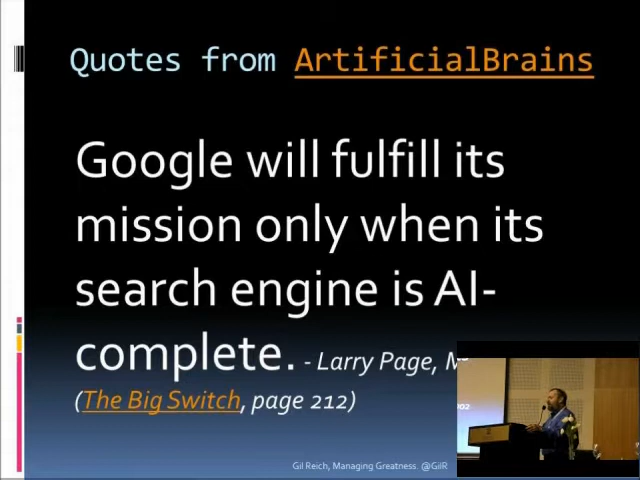 Quotes from ArtificialBrains
Google will fulfill its
mission only when its
search engine is AI-
complete. - Larry Page,
(The Big Switch, page 212)
Gil Reich, Managing Greatness. @GilR